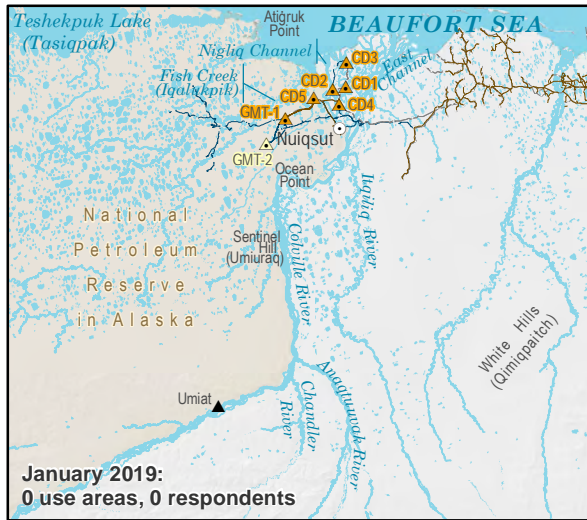 Teshekpuk Lake
(Tasiqpak)
Atiġruk
Point
BEAUFORT SEA
Nigliq Channel
Fish Creek
(Iqalukpik)
East
Channel
CD3
CD2
CD1
CD5
CD4
GMT-1
Nuiqsut
GMT-2
Ocean
Point
National
Petroleum
Reserve
in Alaska
Sentinel
Hill
(Umiuraq)
Colville River
Itqiliq River
White Hills
(Qimiqpaitch)
Umiat
Chandler
River
Anaqtuuvak River
January 2019:
0 use areas, 0 respondents